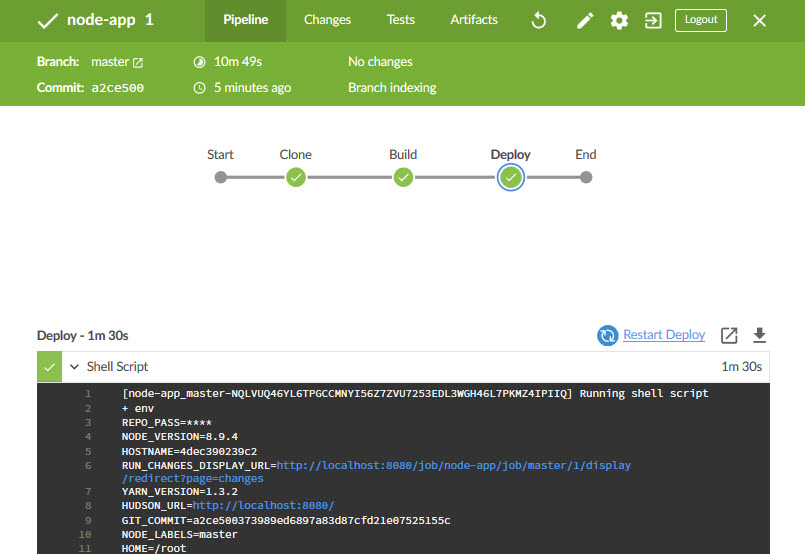 node-app 1 Pipeline Changes Tests Artifacts Logout
Branch: master 10m 49s No changes
Commit: a2ce500 5 minutes ago Branch indexing
Start Clone Build Deploy End
Deploy - 1m 30s Restart Deploy
Shell Script 1m 30s
1 [node-app_master-NQLVUQ46YL6TPGCCMNYI56Z7ZVU7253EDL3WGH46L7PKMZ4IPIIQ] Running shell script
2 + env
3 REPO_PASS=****
4 NODE_VERSION=8.9.4
5 HOSTNAME=4dec390239c2
6 RUN_CHANGES_DISPLAY_URL=http://localhost:8080/job/node-app/job/master/1/display
/redirect?page=changes
7 YARN_VERSION=1.3.2
8 HUDSON_URL=http://localhost:8080/
9 GIT_COMMIT=a2ce500373989ed6897a83d87cfd21e07525155c
10 NODE_LABELS=master
11 HOME=/root